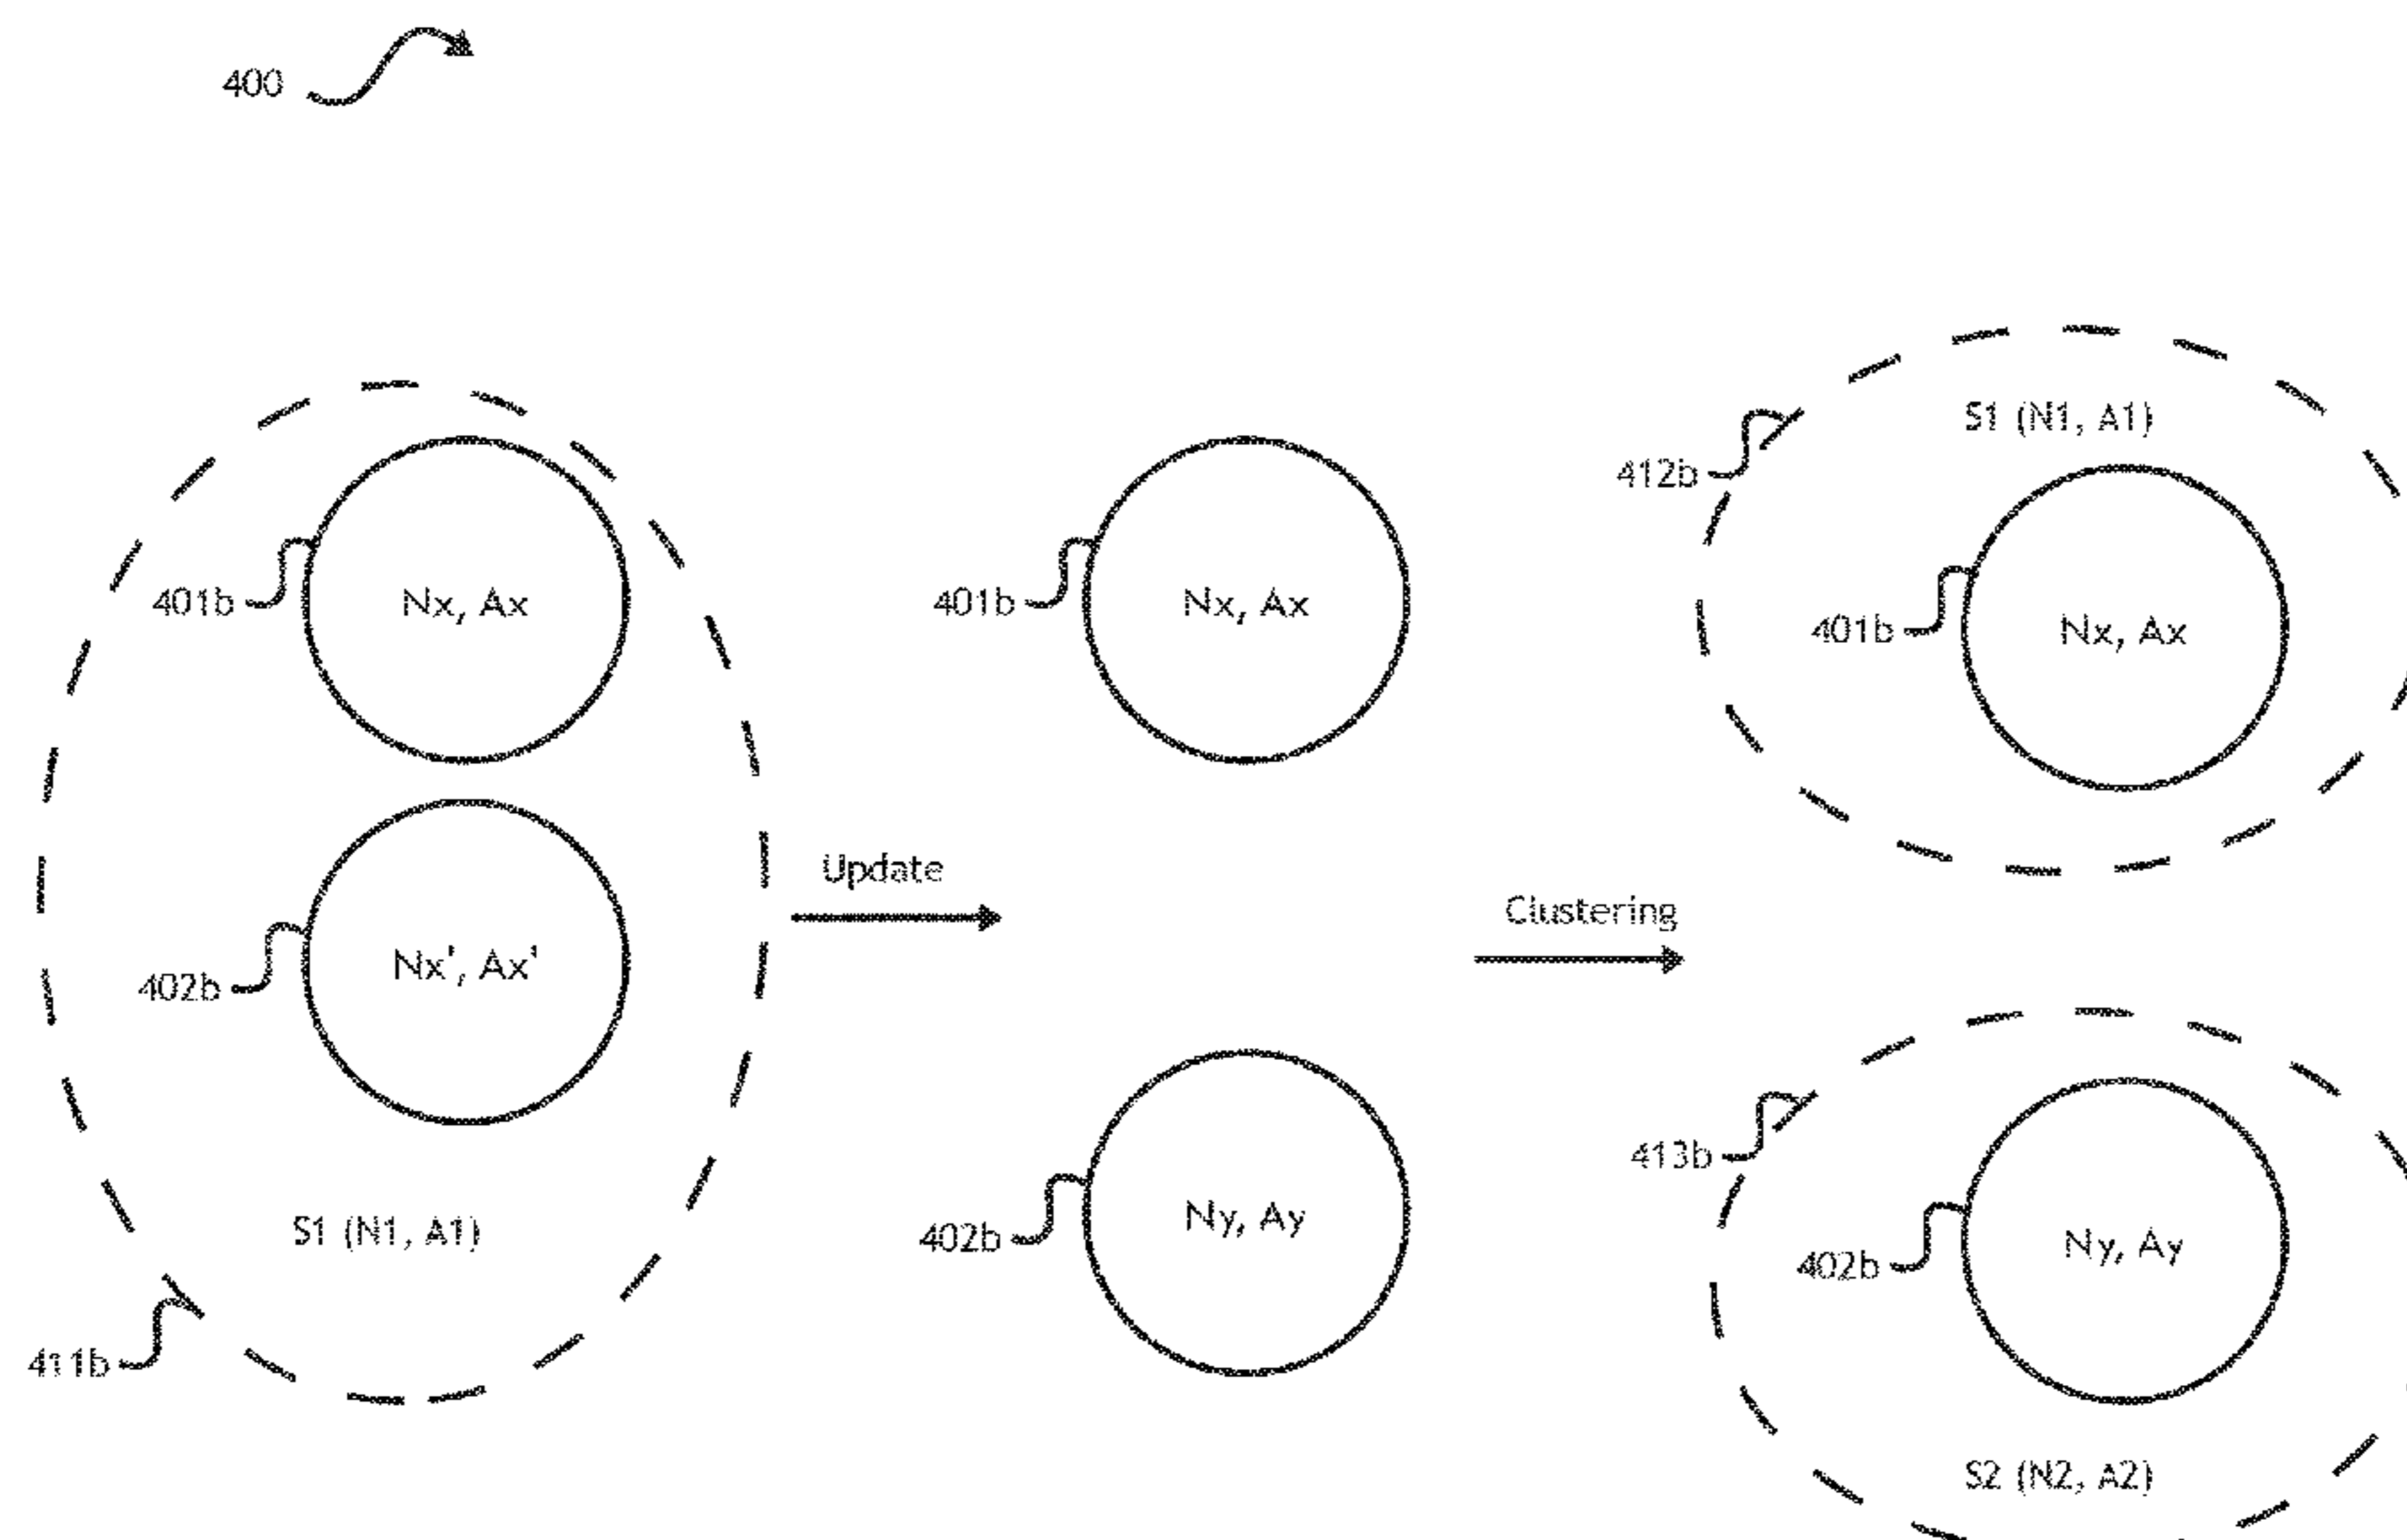 400
S1 (N1, A1)
412b
401b
Nx, Ax
401b
Nx, Ax
401b
Nx, Ax
Update
Clustering
402b
Nx', Ax'
413b
402b
Ny, Ay
402b
Ny, Ay
S1 (N1, A1)
411b
S2 (N2, A2)